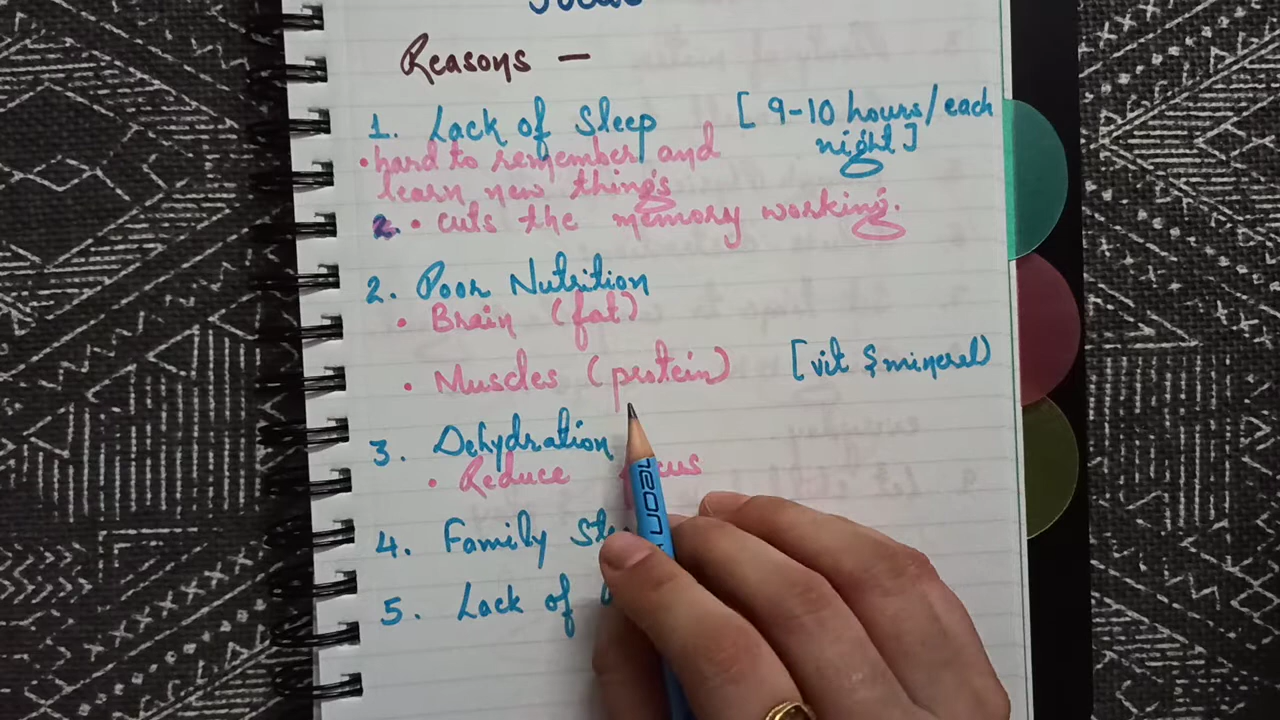 Reasons -
1. Lack of Sleep [9-10 hours/each
night]
• hard to remember and
learn new things
2. • cuts the memory working.
2. Poor Nutrition
• Brain (fat)
• Muscles (protein) [vit & mineral)
3. Dehydration
• Reduce
4. Family
5. Lack of